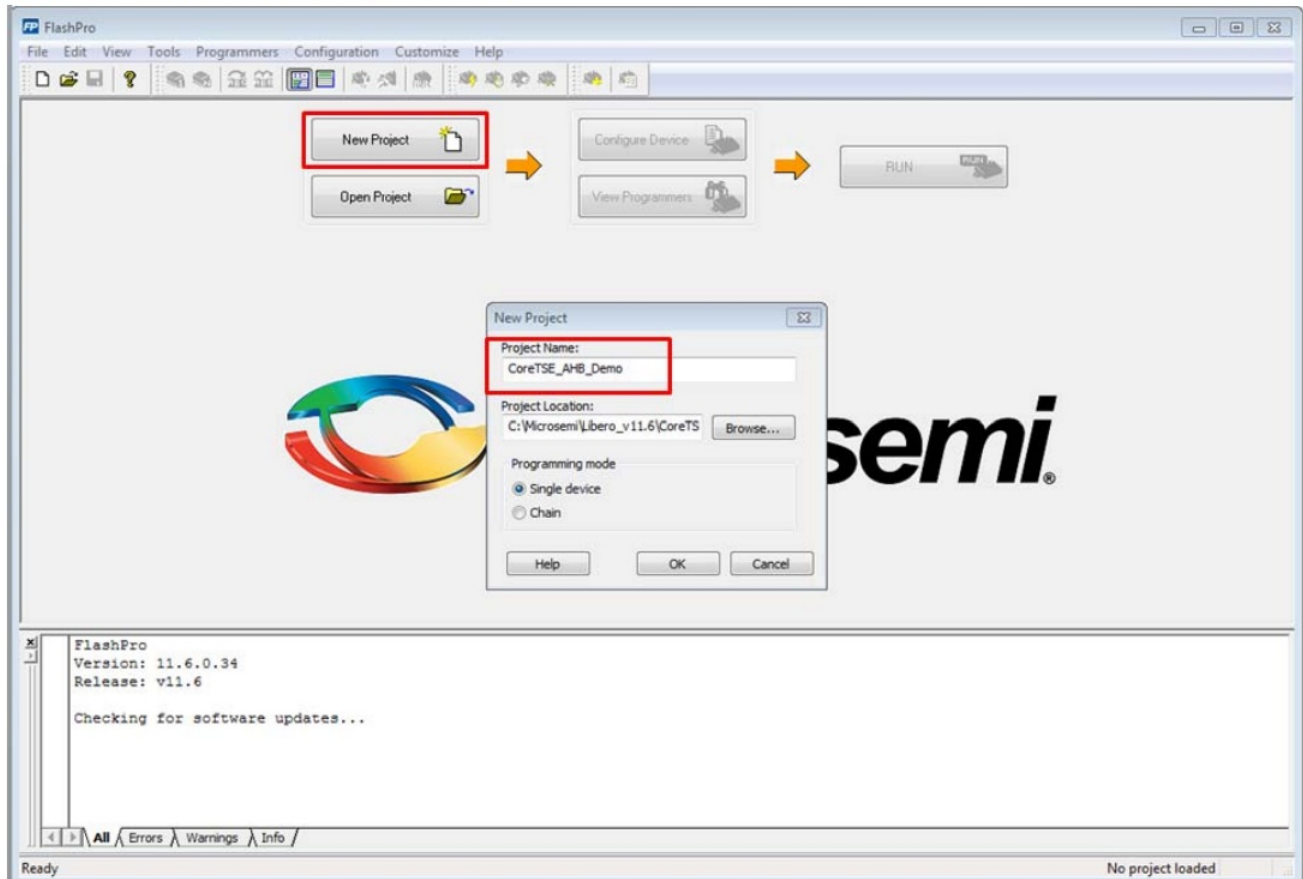 FP FlashPro
File Edit View Tools Programmers Configuration Customize Help
New Project
Configure Device
RUN
RUN
Open Project
View Programmers
New Project
Project Name:
CoreTSE_AHB_Demo
Project Location:
C:\Microsemi\Libero_v11.6\CoreTS
Browse...
semi
®
Programming mode
Single device
Chain
Help
OK
Cancel
FlashPro
Version: 11.6.0.34
Release: v11.6
Checking for software updates...
All Errors Warnings Info
Ready
No project loaded